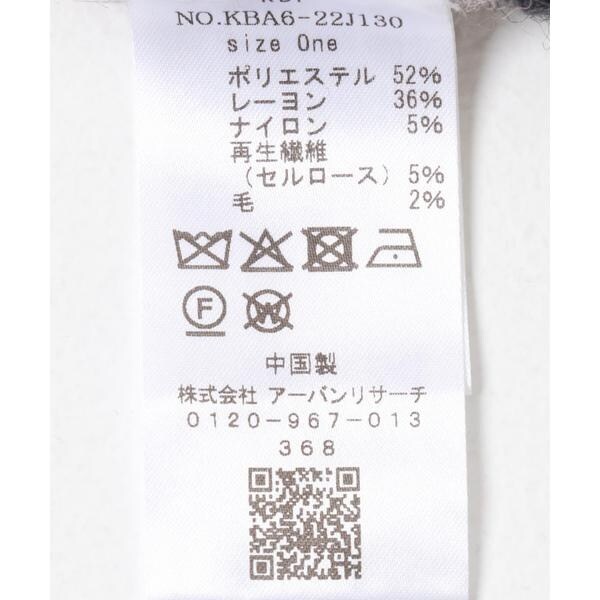 NO.KBA6-22J130
size One
ポリエステル 52%
レーヨン 36%
ナイロン 5%
再生繊維
(セルロース) 5%
毛 2%
F W
中国製
株式会社 アーバンリサーチ
0120-967-013
368